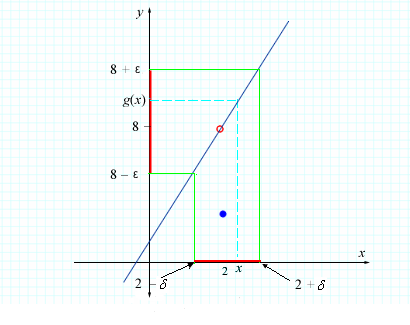 y
8 + ε
g(x)
8
8 - ε
x
2 x
2 - δ
2 + δ